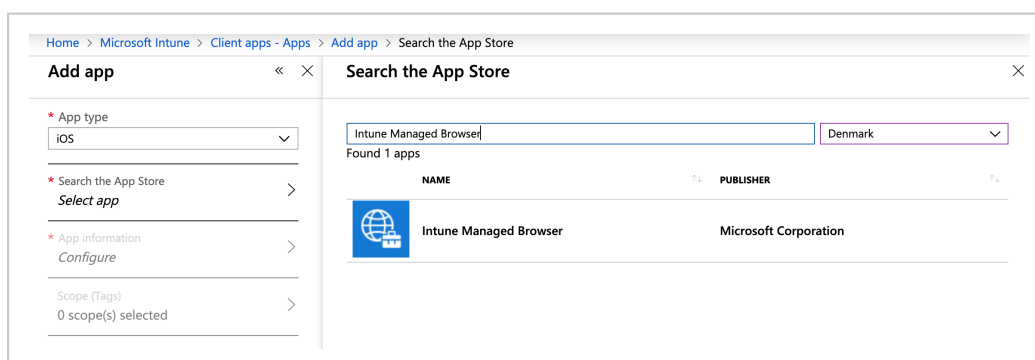 Home > Microsoft Intune > Client apps - Apps > Add app > Search the App Store
Add app
* App type
iOS
* Search the App Store
Select app
* App information
Configure
Scope (Tags)
0 scope(s) selected
Search the App Store
Intune Managed Browser
Denmark
Found 1 apps
NAME
PUBLISHER
Intune Managed Browser
Microsoft Corporation